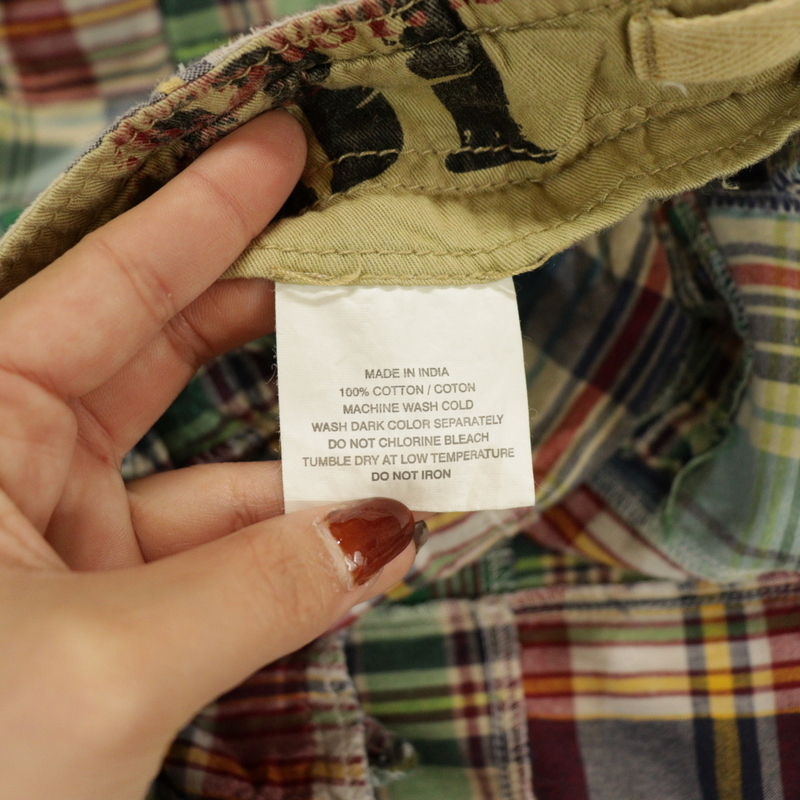 MADE IN INDIA
100% COTTON / COTON
MACHINE WASH COLD
WASH DARK COLOR SEPARATELY
DO NOT CHLORINE BLEACH
TUMBLE DRY AT LOW TEMPERATURE
DO NOT IRON